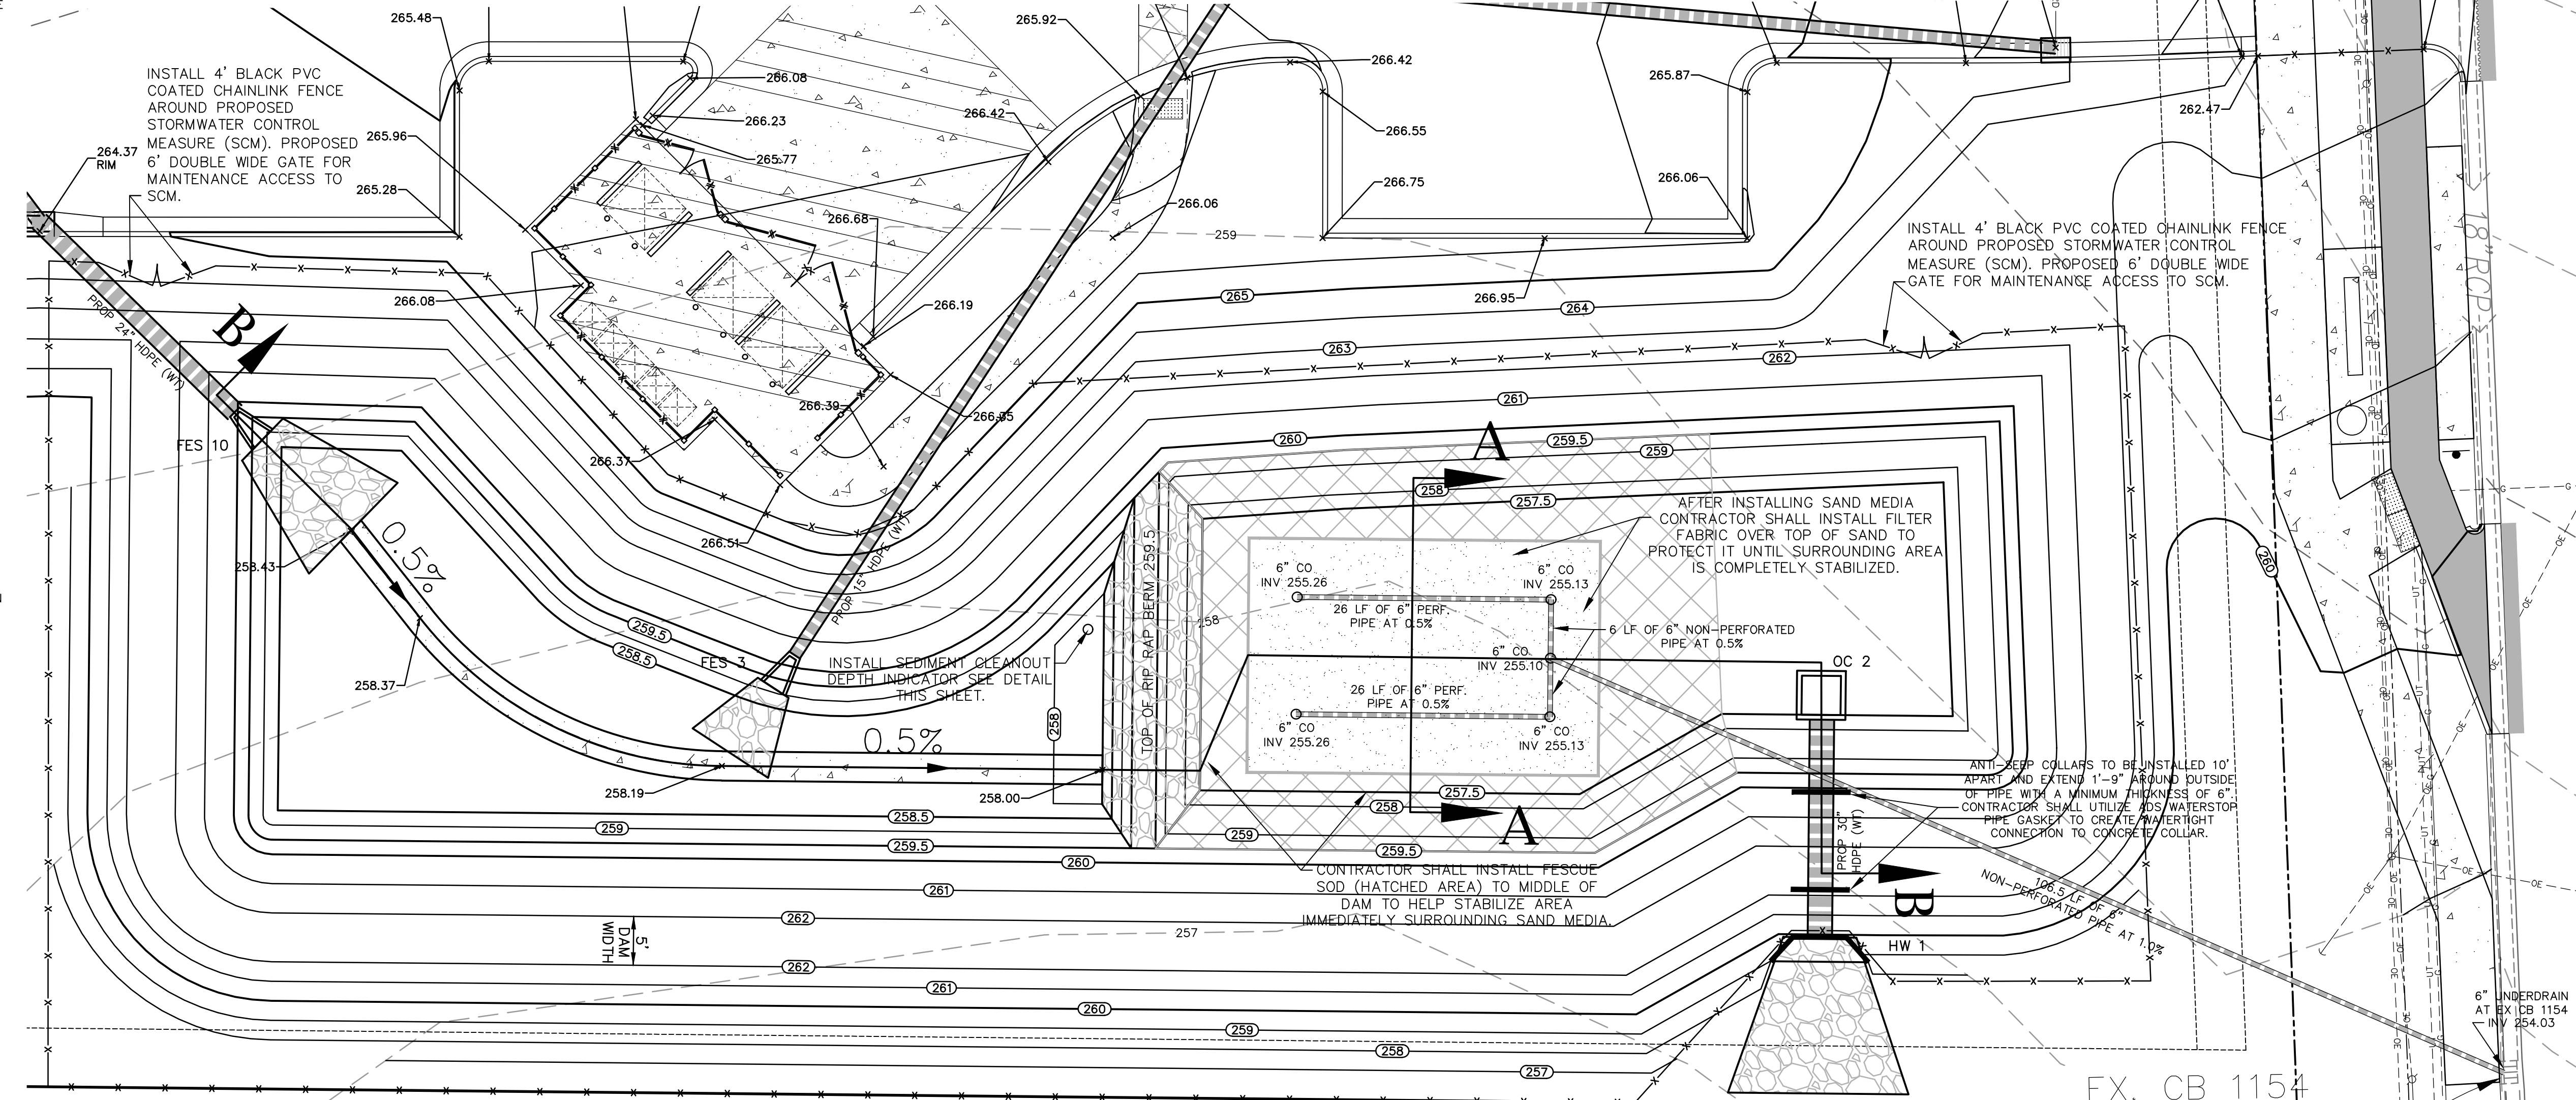 265.48
265.92
INSTALL 4' BLACK PVC
COATED CHAINLINK FENCE
AROUND PROPOSED
STORMWATER CONTROL
MEASURE (SCM). PROPOSED
6' DOUBLE WIDE GATE FOR
MAINTENANCE ACCESS TO
SCM.
264.37
RIM
265.96
265.28
266.08
266.23
265.77
266.42
266.42
266.55
266.75
266.06
265.87
266.06
262.47
266.68
259
266.08
266.19
266.95
INSTALL 4' BLACK PVC COATED CHAINLINK FENCE
AROUND PROPOSED STORMWATER CONTROL
MEASURE (SCM). PROPOSED 6' DOUBLE WIDE
GATE FOR MAINTENANCE ACCESS TO SCM.
18" RCP
PROP 24" HDPE (WT)
B
265
264
263
262
261
260
259.5
259
258
257.5
A
FES 10
266.39
266.37
266.51
258.43
0.5%
258.37
259.5
258.5
FES 3
PROP 15" HDPE (WT)
INSTALL SEDIMENT CLEANOUT
DEPTH INDICATOR SEE DETAIL
THIS SHEET.
258
TOP OF RIP RAP BERM 259.5
258
AFTER INSTALLING SAND MEDIA
CONTRACTOR SHALL INSTALL FILTER
FABRIC OVER TOP OF SAND TO
PROTECT IT UNTIL SURROUNDING AREA
IS COMPLETELY STABILIZED.
6" CO
INV 255.26
6" CO
INV 255.13
26 LF OF 6" PERF.
PIPE AT 0.5%
6 LF OF 6" NON-PERFORATED
PIPE AT 0.5%
6" CO
INV 255.10
26 LF OF 6" PERF.
PIPE AT 0.5%
6" CO
INV 255.26
6" CO
INV 255.13
OC 2
260
0.5%
258.19
258.00
257.5
258
A
259
259.5
258.5
259
259.5
260
261
262
ANTI-SEEP COLLARS TO BE INSTALLED 10'
APART AND EXTEND 1'-9" AROUND OUTSIDE
OF PIPE WITH A MINIMUM THICKNESS OF 6".
CONTRACTOR SHALL UTILIZE ADS WATERSTOP
PIPE GASKET TO CREATE WATERTIGHT
CONNECTION TO CONCRETE COLLAR.
PROP 30"
HDPE (WT)
CONTRACTOR SHALL INSTALL FESCUE
SOD (HATCHED AREA) TO MIDDLE OF
DAM TO HELP STABILIZE AREA
IMMEDIATELY SURROUNDING SAND MEDIA.
B
106.5 LF OF 6"
NON-PERFORATED PIPE AT 1.0%
5'
DAM
WIDTH
257
HW 1
262
261
260
259
258
257
6" UNDERDRAIN
AT EX CB 1154
INV 254.03
EX. CB 1154